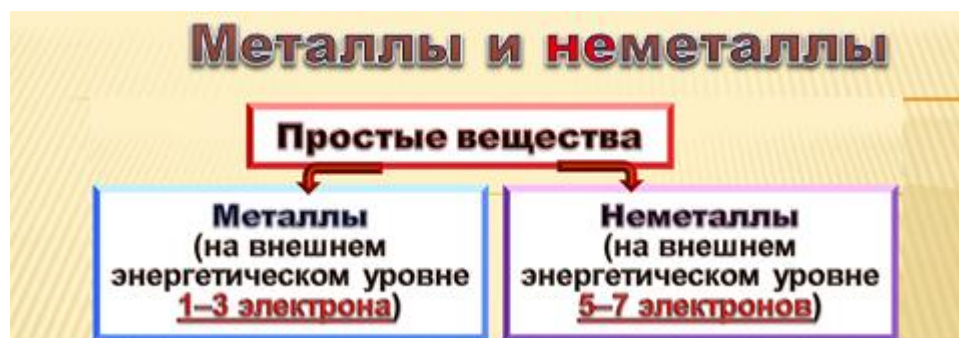 Металлы и неметаллы
Простые вещества
Металлы
(на внешнем
энергетическом уровне
1–3 электрона)
Неметаллы
(на внешнем
энергетическом уровне
5–7 электронов)